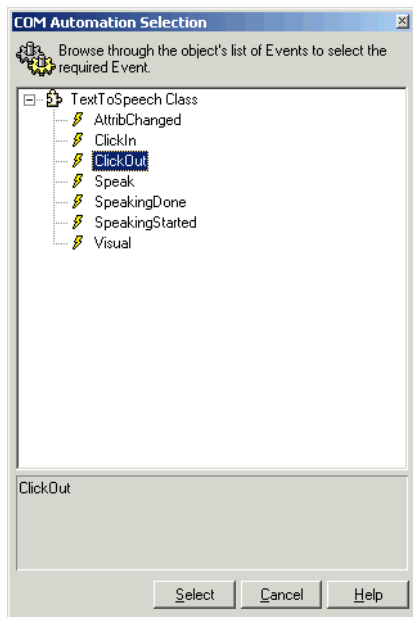 COM Automation Selection
Browse through the object's list of Events to select the
required Event.
TextToSpeech Class
AttribChanged
ClickIn
ClickOut
Speak
SpeakingDone
SpeakingStarted
Visual
ClickOut
Select Cancel Help